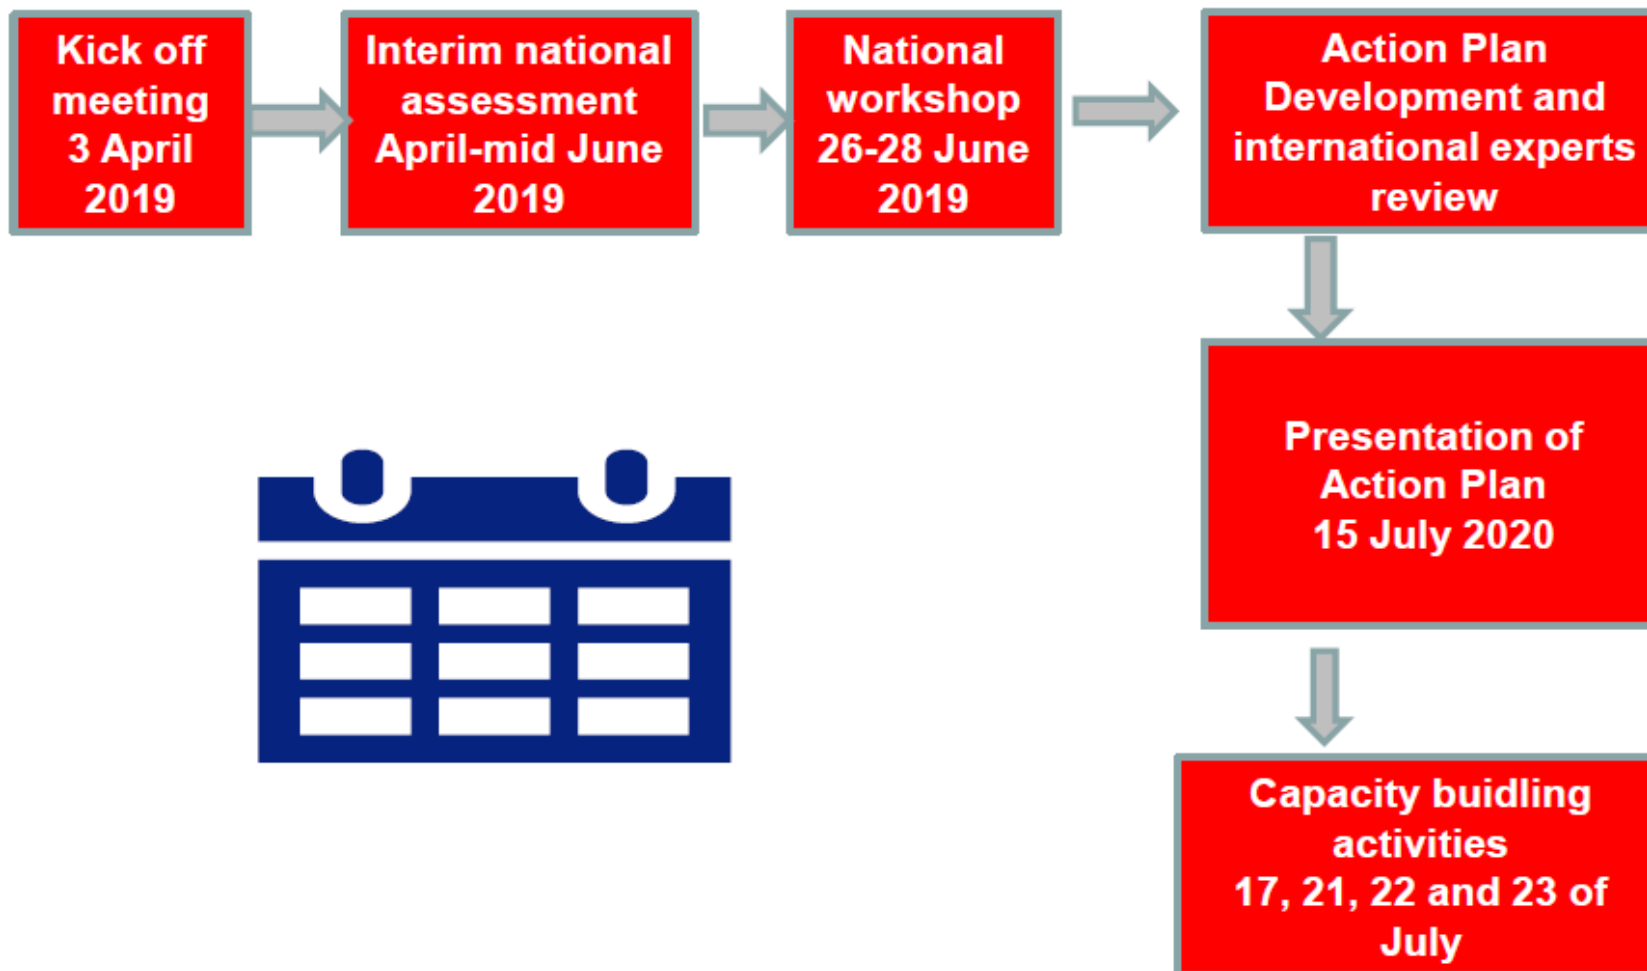 Kick off
meeting
3 April
2019
Interim national
assessment
April-mid June
2019
National
workshop
26-28 June
2019
Action Plan
Development and
international experts
review
Presentation of
Action Plan
15 July 2020
Capacity buidling
activities
17, 21, 22 and 23 of
July